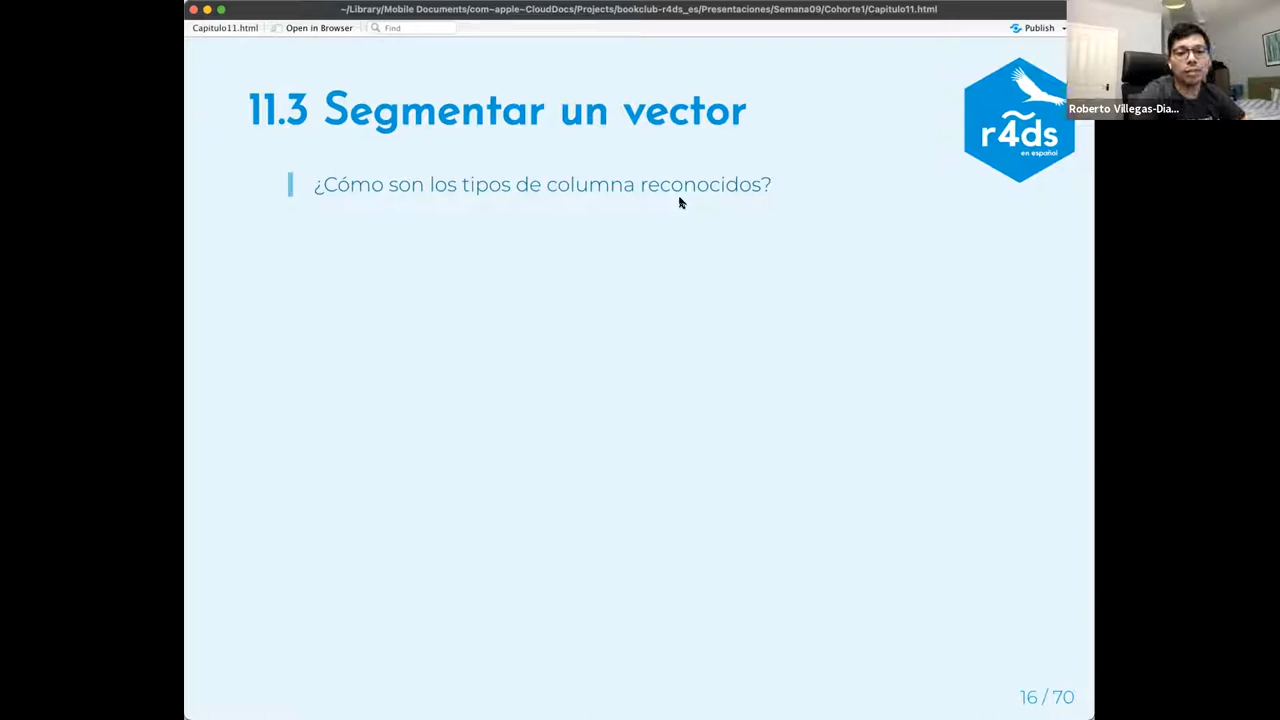 ~/Library/Mobile Documents/com~apple~CloudDocs/Projects/bookclub-r4ds_es/Presentaciones/Semana09/Cohorte1/Capitulo11.html
Capitulo11.html
Open in Browser
Find
Publish
11.3 Segmentar un vector
r4ds
en español
Roberto Villegas-Dia...
¿Cómo son los tipos de columna reconocidos?
16 / 70